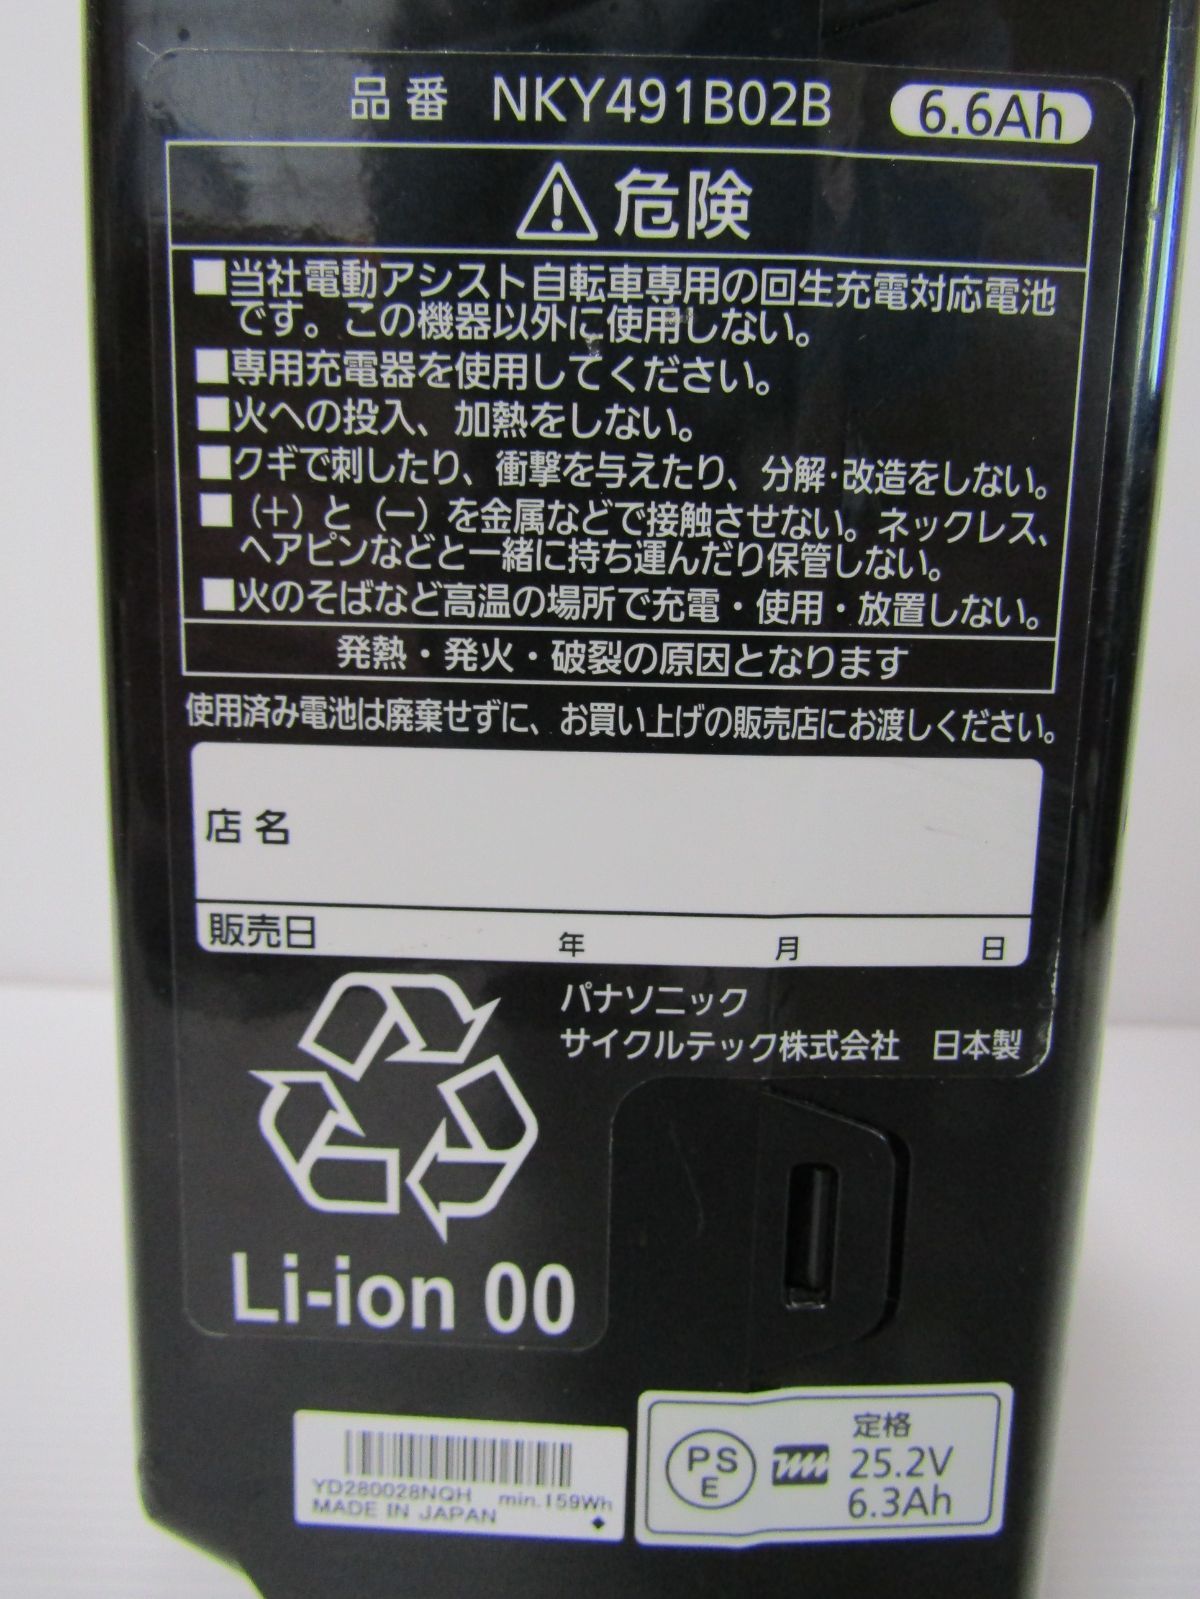 品番 NKY491B02B 6.6Ah
危険
■当社電動アシスト自転車専用の回生充電対応電池
です。この機器以外に使用しない。
■専用充電器を使用してください。
■火への投入、加熱をしない。
■クギで刺したり、衝撃を与えたり、分解・改造をしない。
■(+)と(−)を金属などで接触させない。ネックレス、
ヘアピンなどと一緒に持ち運んだり保管しない。
■火のそばなど高温の場所で充電・使用・放置しない。
発熱・発火・破裂の原因となります
使用済み電池は廃棄せずに、お買い上げの販売店にお渡しください。
店名
販売日 年 月 日
パナソニック
サイクルテック株式会社 日本製
Li-ion 00
YD280028NQH min.159Wh
MADE IN JAPAN
PS
E
定格
25.2V
6.3Ah